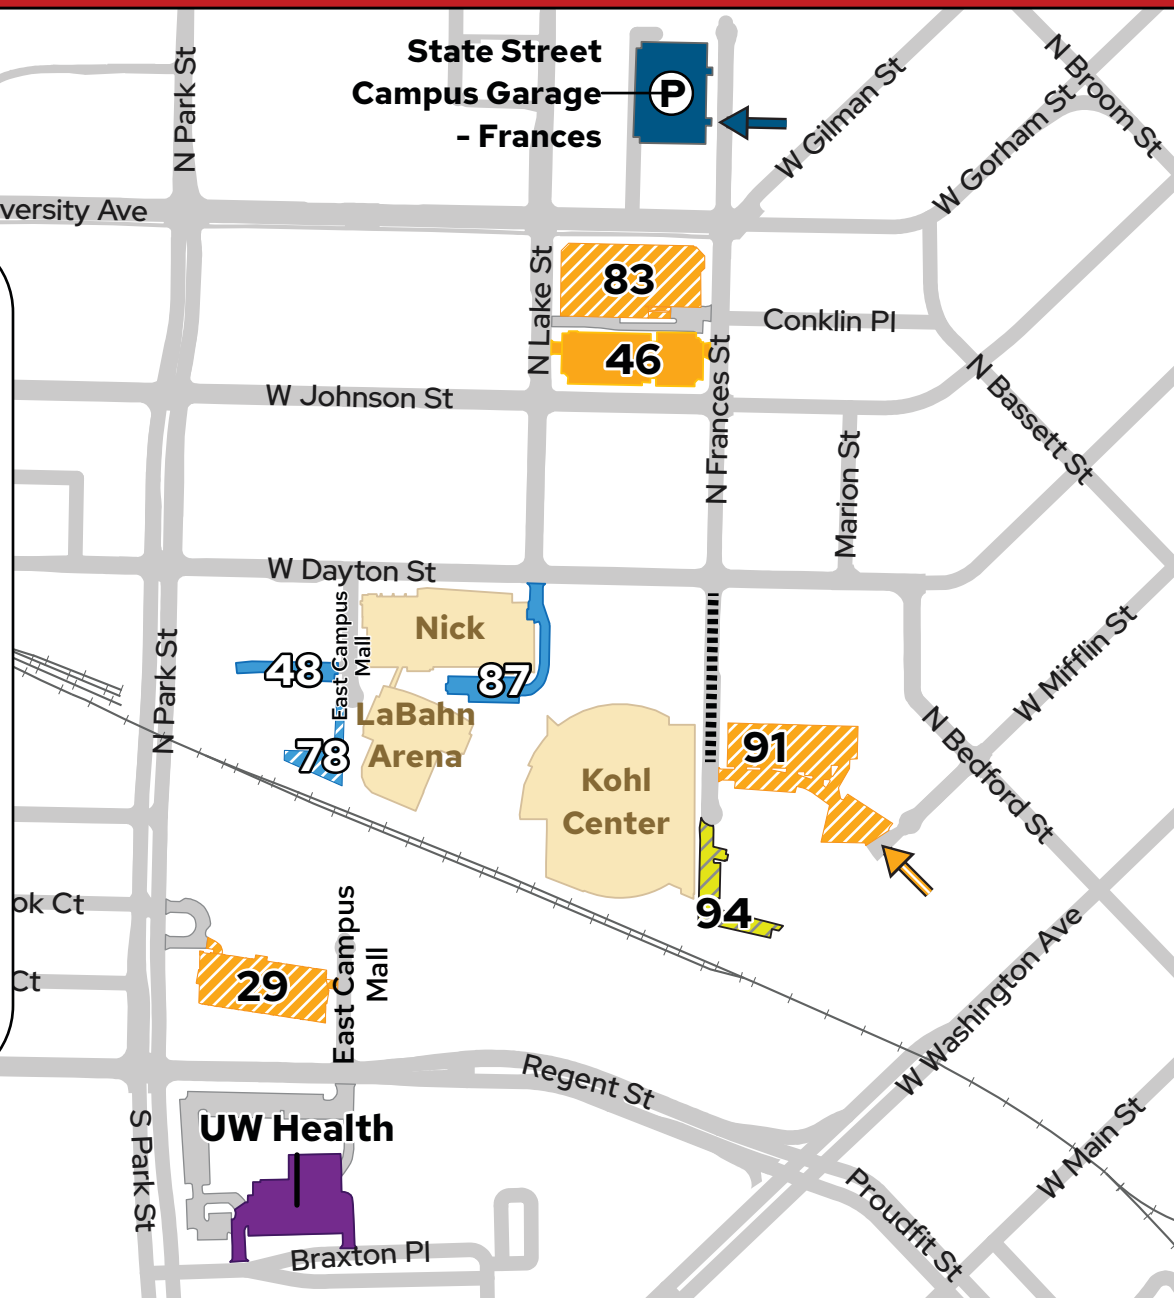 State Street
Campus Garage
- Frances
P
N Park St
W Gilman St
N Broom St
W Gorham St
versity Ave
N Lake St
83
46
Conklin Pl
N Frances St
W Johnson St
N Bassett St
Marion St
W Dayton St
East Campus
Mall
Nick
48
87
LaBahn
Arena
78
N Park St
W Mifflin St
N Bedford St
91
Kohl
Center
94
ok Ct
Ct
29
East Campus
Mall
W Washington Ave
Regent St
W Main St
S Park St
UW Health
Proudfit St
Braxton Pl